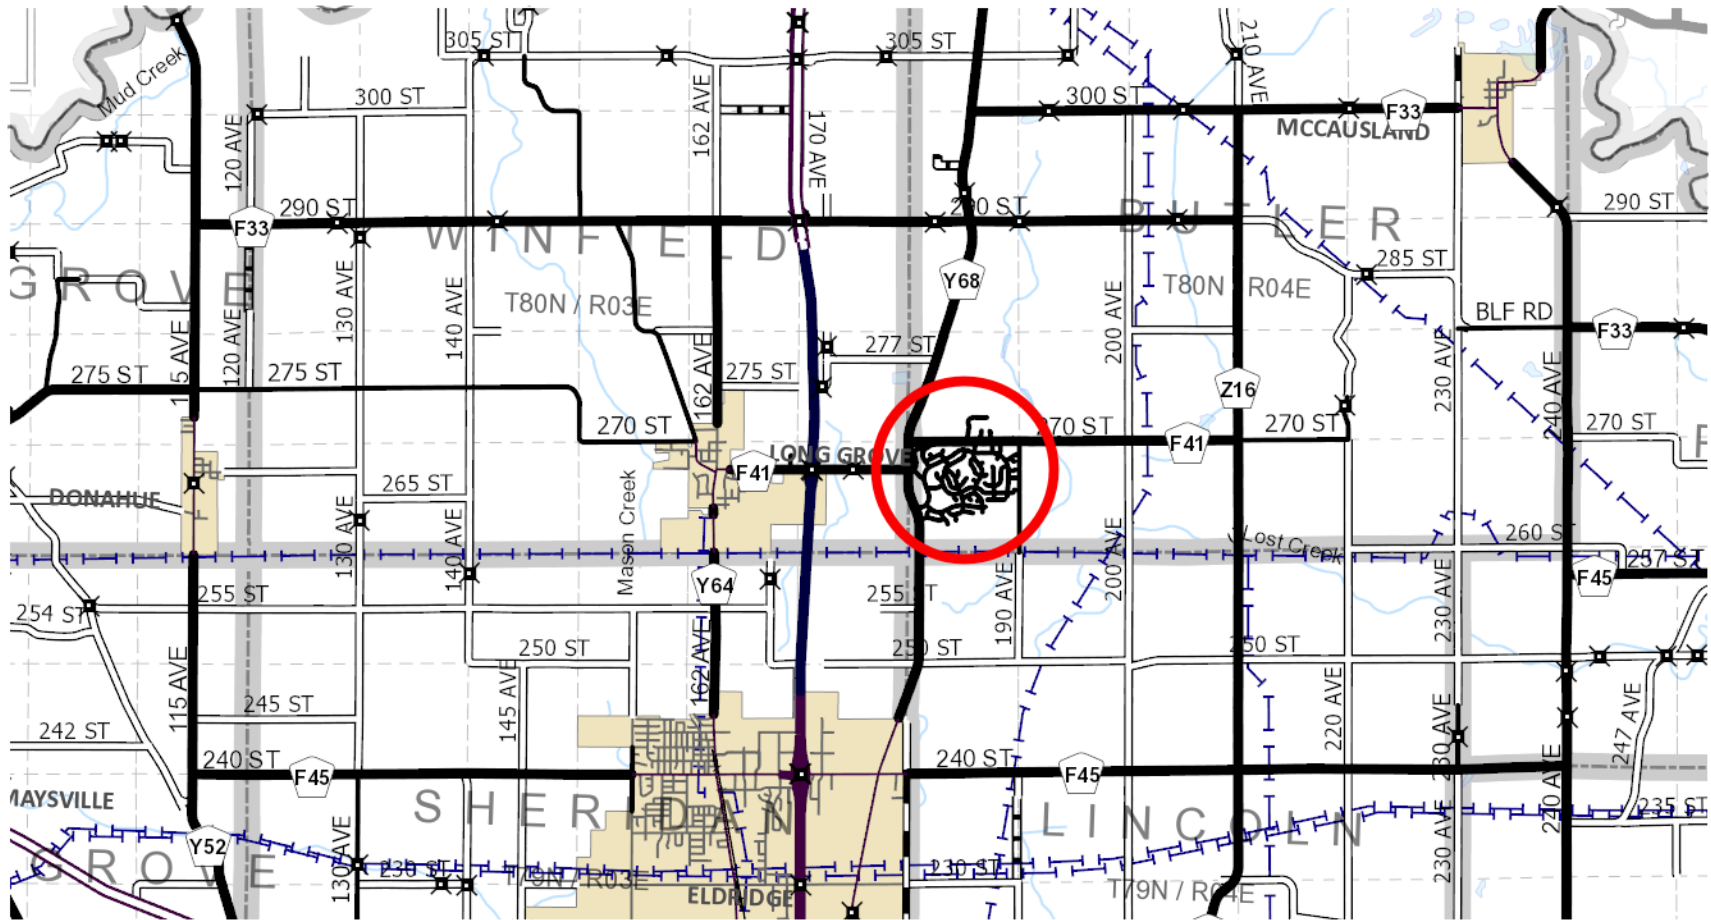 305 ST
305 ST
210 AVE
Mud Creek
300 ST
162 AVE
170 AVE
300 ST
F33
MCCAUSLAND
120 AVE
290 ST
290 ST
290 ST
F33
WINFIELD
BUTLER
285 ST
GROVE
T80N / R03E
Y68
T80N / R04E
130 AVE
140 AVE
200 AVE
BLF RD
F33
120 AVE
277 ST
275 ST
275 ST
162 AVE
275 ST
Z16
230 AVE
240 AVE
270 ST
270 ST
270 ST
F41
LONG GROVE
F41
265 ST
DONAHUE
Mason Creek
130 AVE
140 AVE
200 AVE
Lost Creek
260 ST
257 ST
F45
Y64
255 ST
255 ST
254 ST
190 AVE
230 AVE
250 ST
250 ST
250 ST
115 AVE
145 AVE
162 AVE
245 ST
242 ST
220 AVE
230 AVE
247 AVE
240 ST
F45
240 ST
F45
240 AVE
MAYSVILLE
SHERIDAN
LINCOLN
235 ST
Y52
GROVE
130 AVE
230 ST
T79N / R03E
ELDRIDGE
230 ST
T79N / R04E
230 AVE